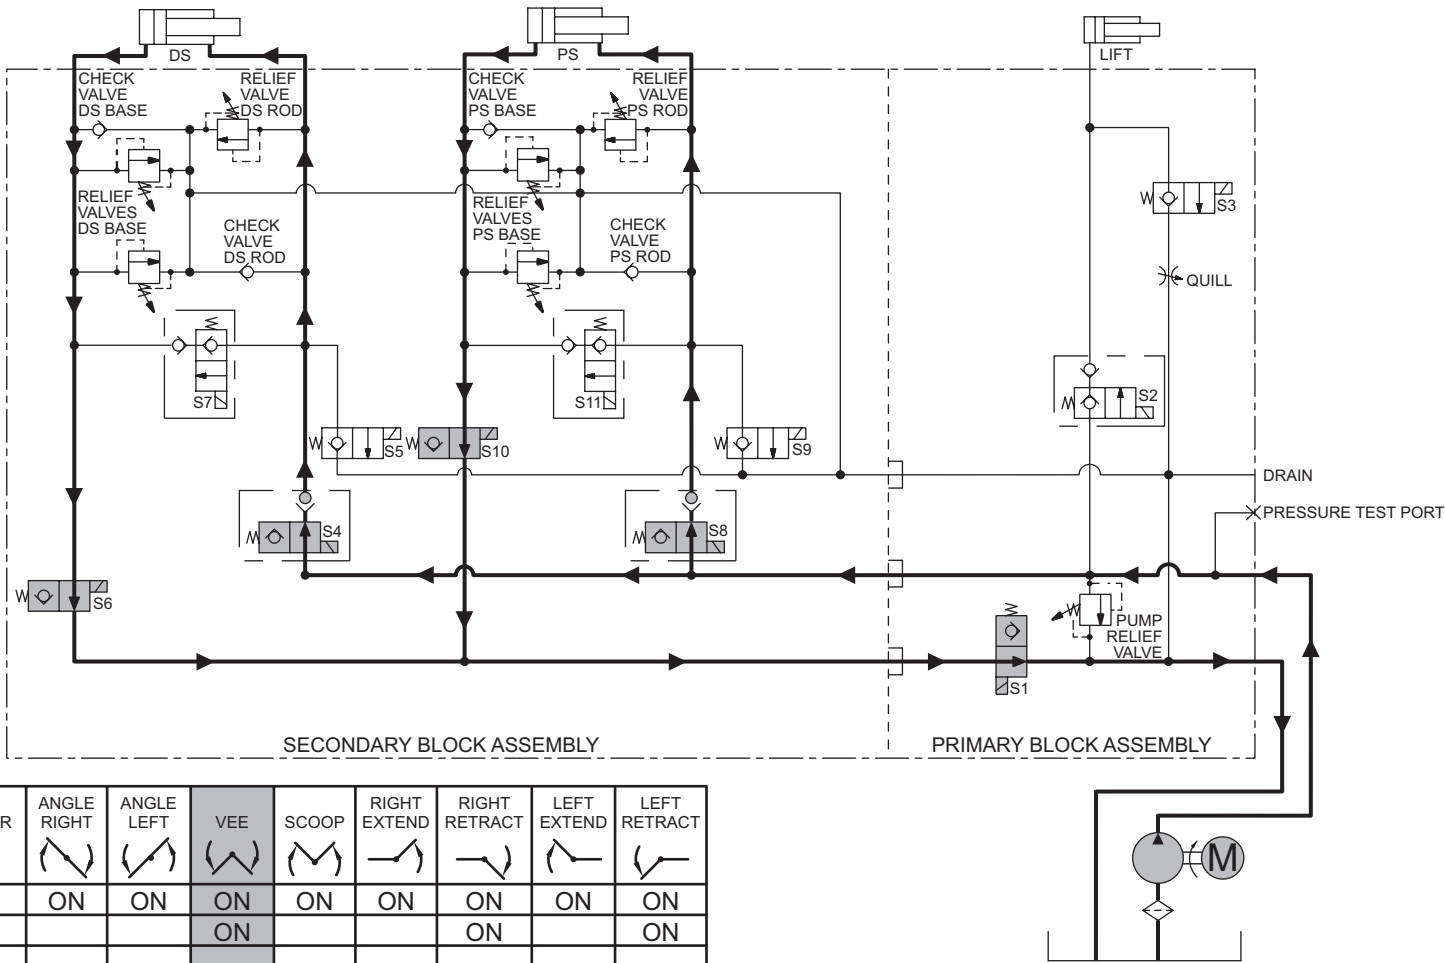 DS
PS
LIFT
CHECK
VALVE
DS BASE
RELIEF
VALVE
DS ROD
CHECK
VALVE
PS BASE
RELIEF
VALVE
PS ROD
RELIEF
VALVES
DS BASE
CHECK
VALVE
DS ROD
RELIEF
VALVES
PS BASE
CHECK
VALVE
PS ROD
S3
QUILL
S7
S11
S2
S5
S10
S9
DRAIN
PRESSURE TEST PORT
S4
S8
S6
PUMP
RELIEF
VALVE
S1
SECONDARY BLOCK ASSEMBLY
PRIMARY BLOCK ASSEMBLY
M
R
ANGLE
RIGHT
ANGLE
LEFT
VEE
SCOOP
RIGHT
EXTEND
RIGHT
RETRACT
LEFT
EXTEND
LEFT
RETRACT
ON ON ON ON ON ON ON ON
ON ON ON